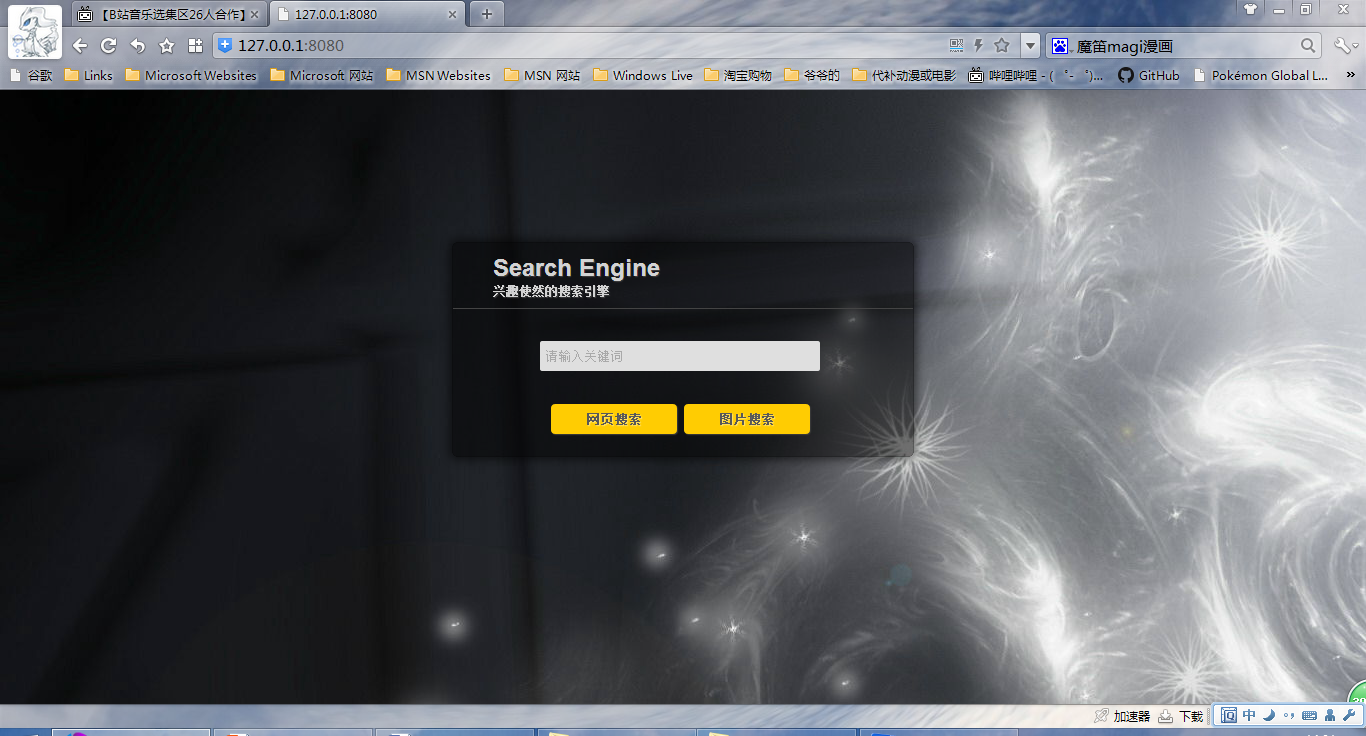 【B站音乐选集区26人合作】
127.0.0.1:8080
127.0.0.1:8080
魔笛magi漫画
谷歌 Links Microsoft Websites Microsoft 网站 MSN Websites MSN 网站 Windows Live 淘宝购物 爷爷的 代补动漫或电影 哔哩哔哩 - ( ゜- ゜)... GitHub Pokémon Global L... »
Search Engine
兴趣使然的搜索引擎
请输入关键词
网页搜索 图片搜索
加速器 下载 中